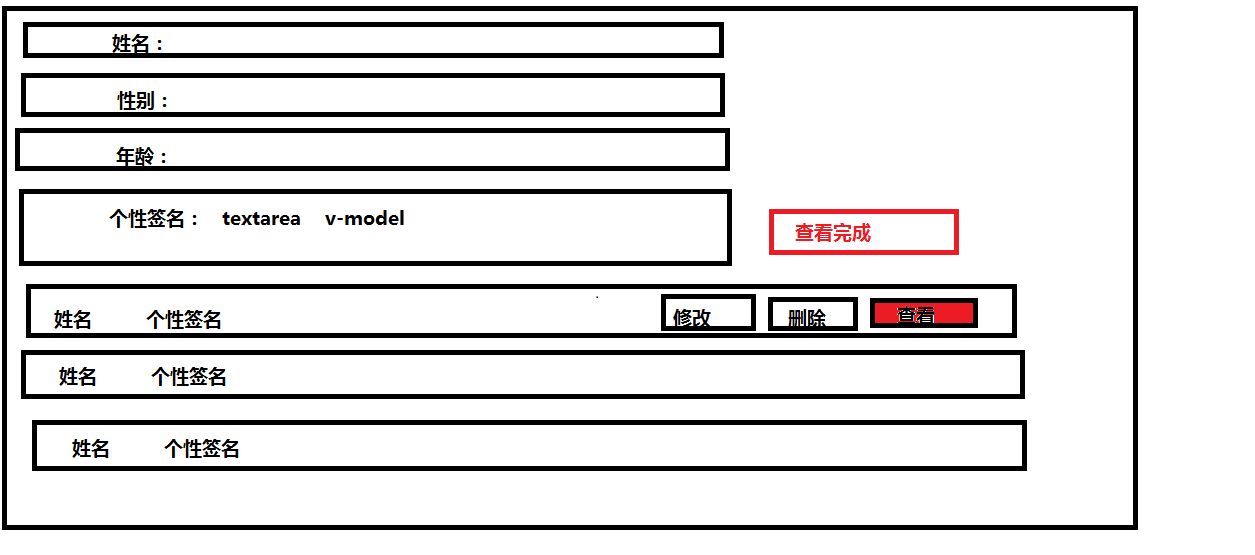 姓名：
性别：
年龄：
个性签名： textarea v-model
查看完成
姓名 个性签名 修改 删除 查看
姓名 个性签名
姓名 个性签名